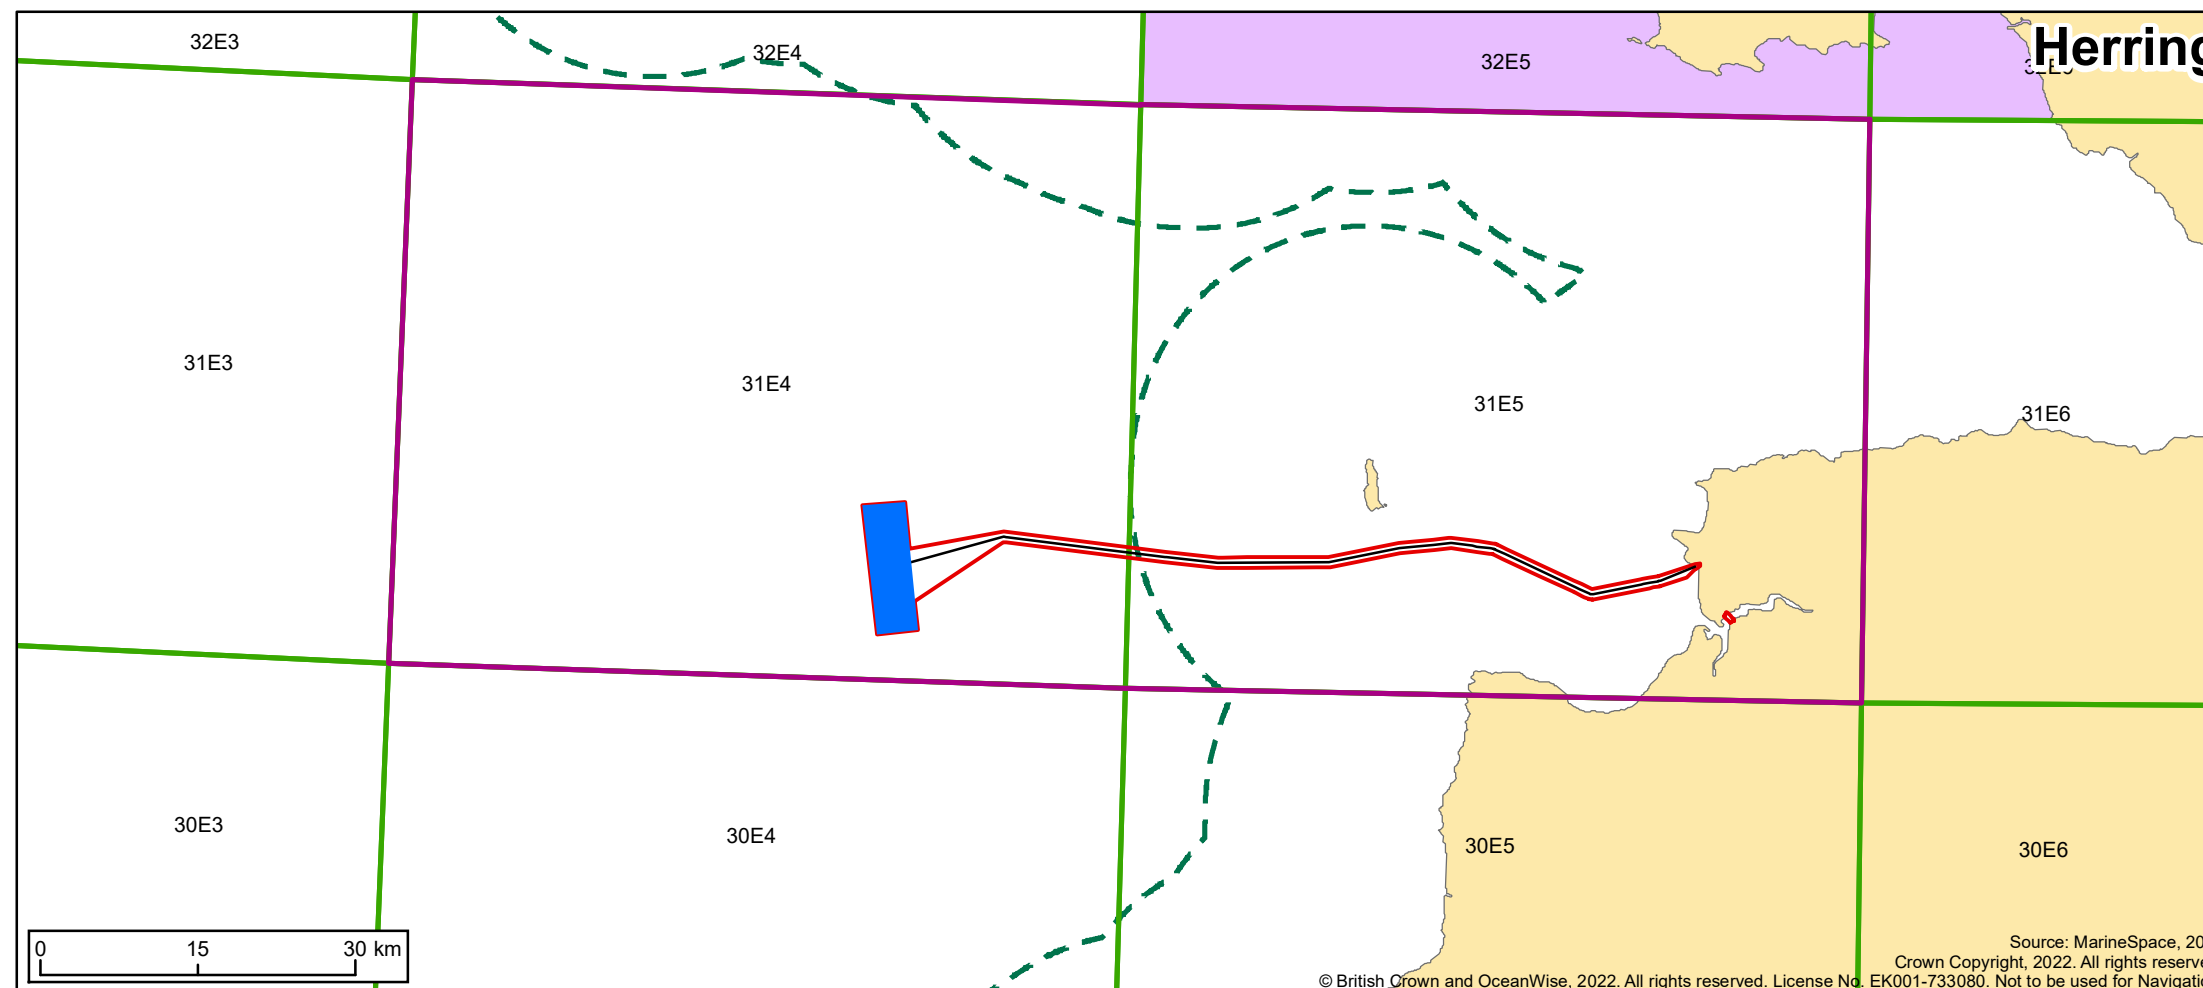 32E3
32E4
32E5
Herring
31E3
31E4
31E5
31E6
30E3
30E4
30E5
30E6
0 15 30 km
Source: MarineSpace, 20
Crown Copyright, 2022. All rights reserve
© British Crown and OceanWise, 2022. All rights reserved. License No. EK001-733080. Not to be used for Navigati